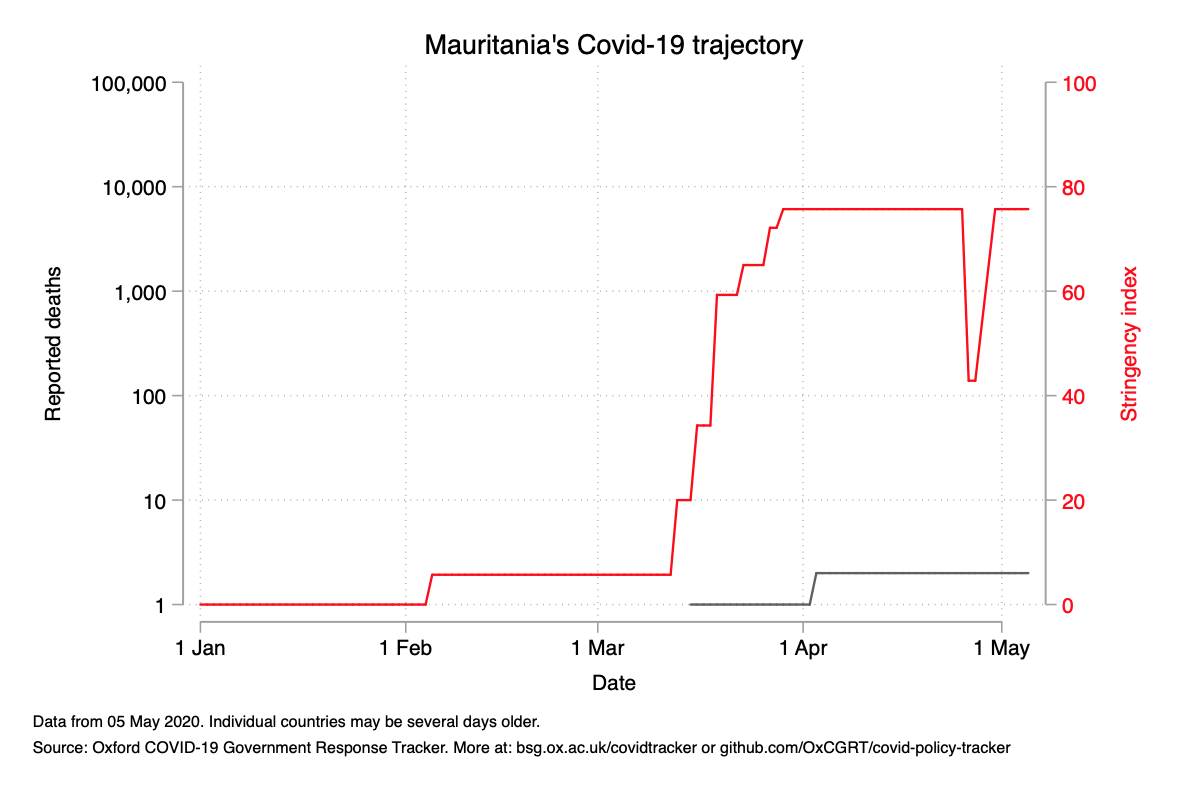 Mauritania's Covid-19 trajectory
100,000
10,000
1,000
100
10
1
Reported deaths
100
80
60
40
20
0
Stringency index
1 Jan
1 Feb
1 Mar
1 Apr
1 May
Date
Data from 05 May 2020. Individual countries may be several days older.
Source: Oxford COVID-19 Government Response Tracker. More at: bsg.ox.ac.uk/covidtracker or github.com/OxCGRT/covid-policy-tracker